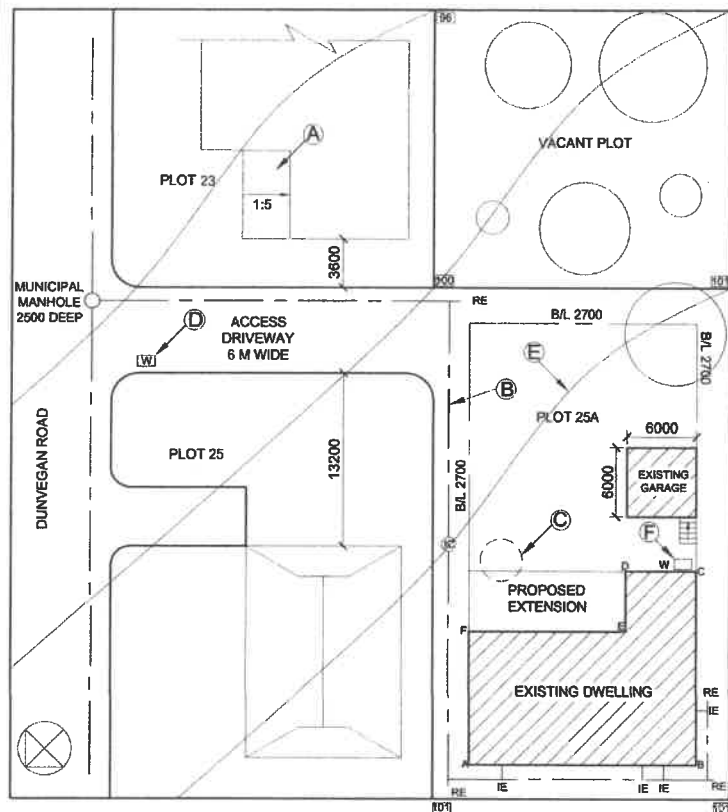 96
A
VACANT PLOT
PLOT 23
1:5
3600
MUNICIPAL
MANHOLE
2500 DEEP
100
101
RE
D
W
ACCESS
DRIVEWAY
6 M WIDE
B/L 2700
B/L 2700
E
B
PLOT 25A
DUNVEGAN ROAD
PLOT 25
13200
B/L 2700
6000
6000
EXISTING
GARAGE
C
F
D
W
C
PROPOSED
EXTENSION
F
E
EXISTING DWELLING
RE
IE
A
B
IE
IE
IE
RE
RE
101